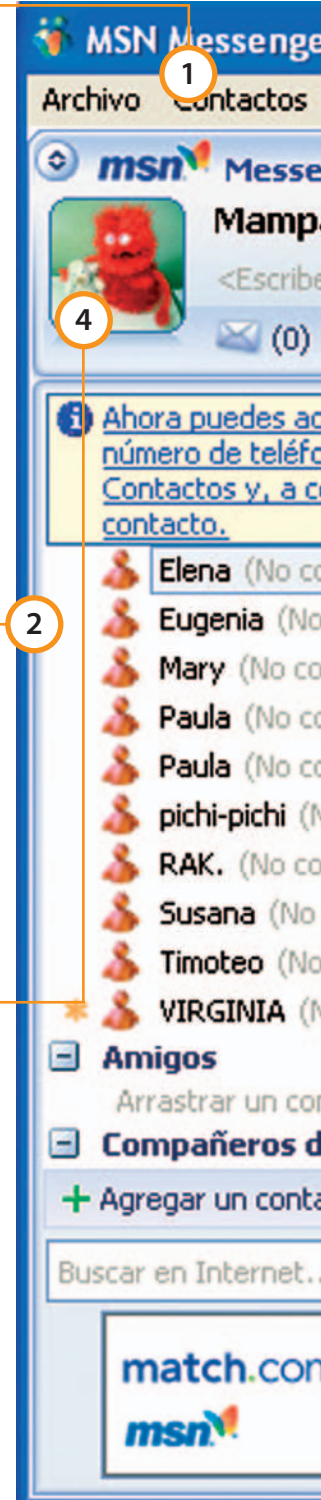 MSN Messenge
1
Archivo Contactos
msn Messe
Mampa
<Escribe
4
(0)
Ahora puedes ac
número de teléfo
Contactos y, a co
contacto.
Elena (No co
2
Eugenia (No
Mary (No co
Paula (No co
Paula (No co
pichi-pichi (N
RAK. (No co
Susana (No
Timoteo (No
VIRGINIA (N
Amigos
Arrastrar un con
Compañeros d
+ Agregar un conta
Buscar en Internet..
match.com
msn